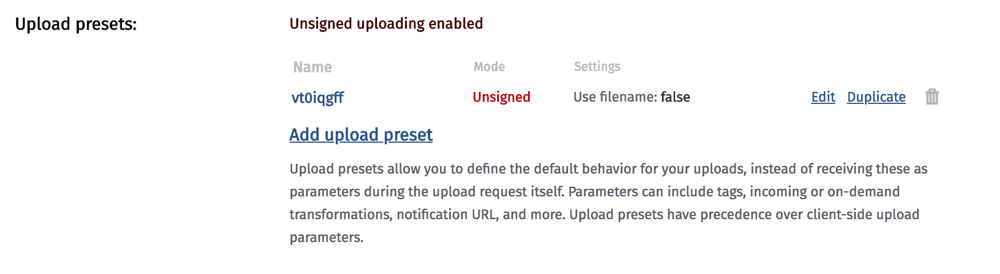 Upload presets:
Unsigned uploading enabled
Name Mode Settings
vt0iqgff Unsigned Use filename: false Edit Duplicate
Add upload preset
Upload presets allow you to define the default behavior for your uploads, instead of receiving these as
parameters during the upload request itself. Parameters can include tags, incoming or on-demand
transformations, notification URL, and more. Upload presets have precedence over client-side upload
parameters.